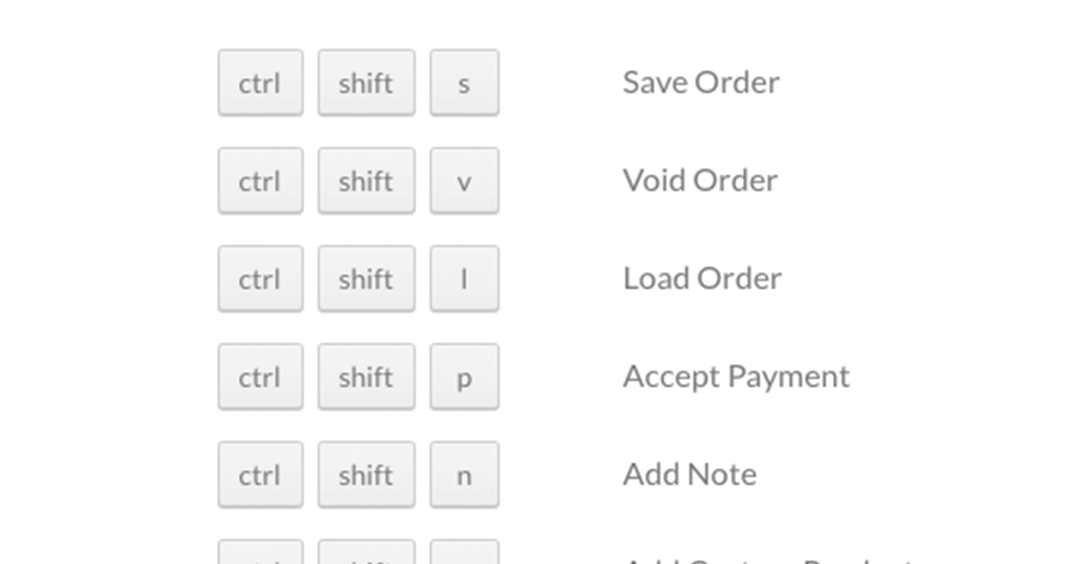 ctrl shift s Save Order
ctrl shift v Void Order
ctrl shift l Load Order
ctrl shift p Accept Payment
ctrl shift n Add Note